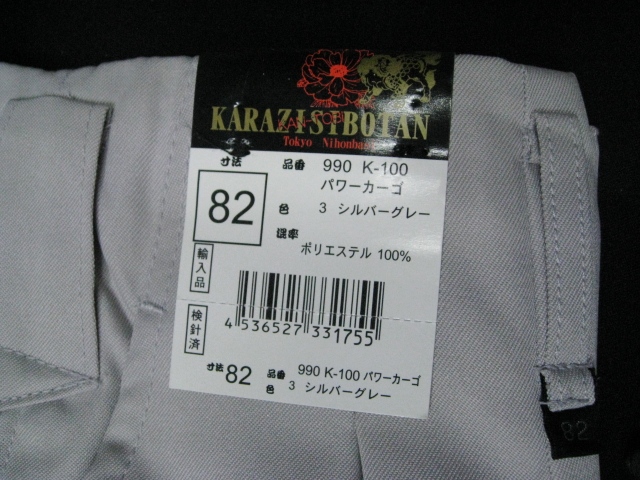 KARAZISIBOTAN
Tokyo Nihonba
寸法 品番 990 K-100
パワーカーゴ
82
色 3 シルバーグレー
混率
ポリエステル 100%
輸入品
検針済
4 536527 331755
寸法 82 品番 990 K-100 パワーカーゴ
色 3 シルバーグレー
82